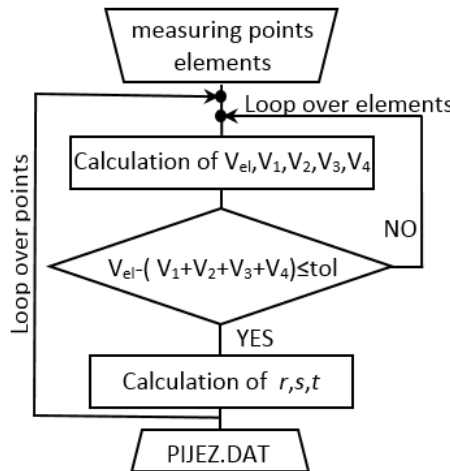 measuring points
elements
Loop over elements
Calculation of Vel,V1,V2,V3,V4
NO
Vel-( V1+V2+V3+V4)≤tol
Loop over points
YES
Calculation of r,s,t
PIJEZ.DAT